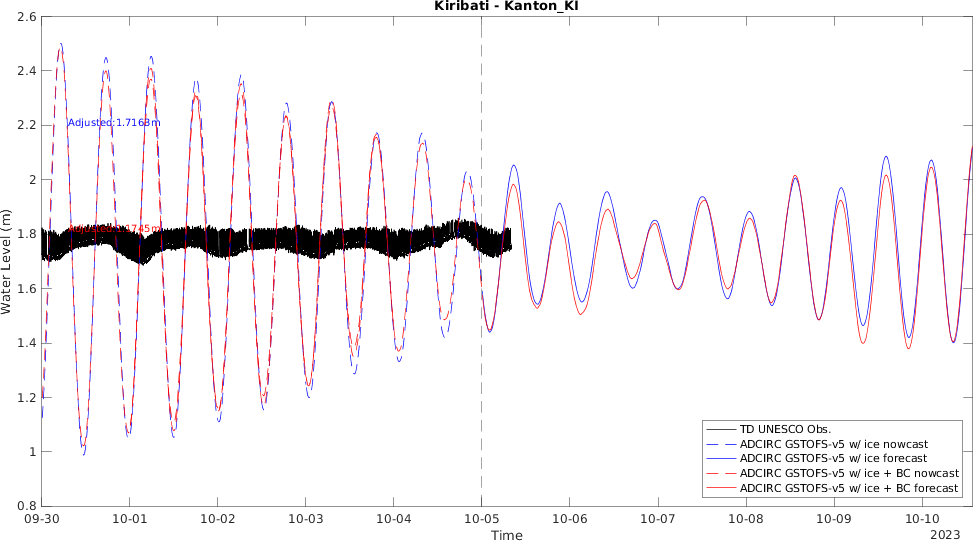 Kiribati - Kanton_KI
2.6
2.4
2.2
2
1.8
1.6
1.4
1.2
1
0.8
Water Level (m)
Adjusted:1.7163m
1745m
TD UNESCO Obs.
ADCIRC GSTOFS-v5 w/ ice nowcast
ADCIRC GSTOFS-v5 w/ ice forecast
ADCIRC GSTOFS-v5 w/ ice + BC nowcast
ADCIRC GSTOFS-v5 w/ ice + BC forecast
09-30 10-01 10-02 10-03 10-04 10-05 10-06 10-07 10-08 10-09 10-10
Time
2023